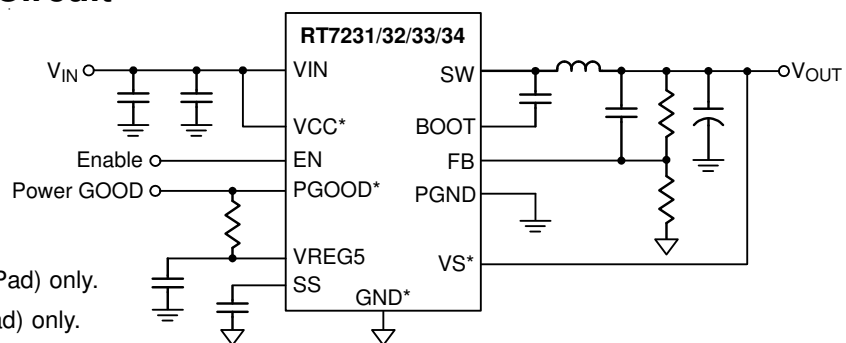 RT7231/32/33/34
VIN
VIN
SW
VOUT
VCC*
BOOT
Enable
EN
FB
Power GOOD
PGOOD*
PGND
VREG5
VS*
Pad) only.
SS
GND*
ad) only.